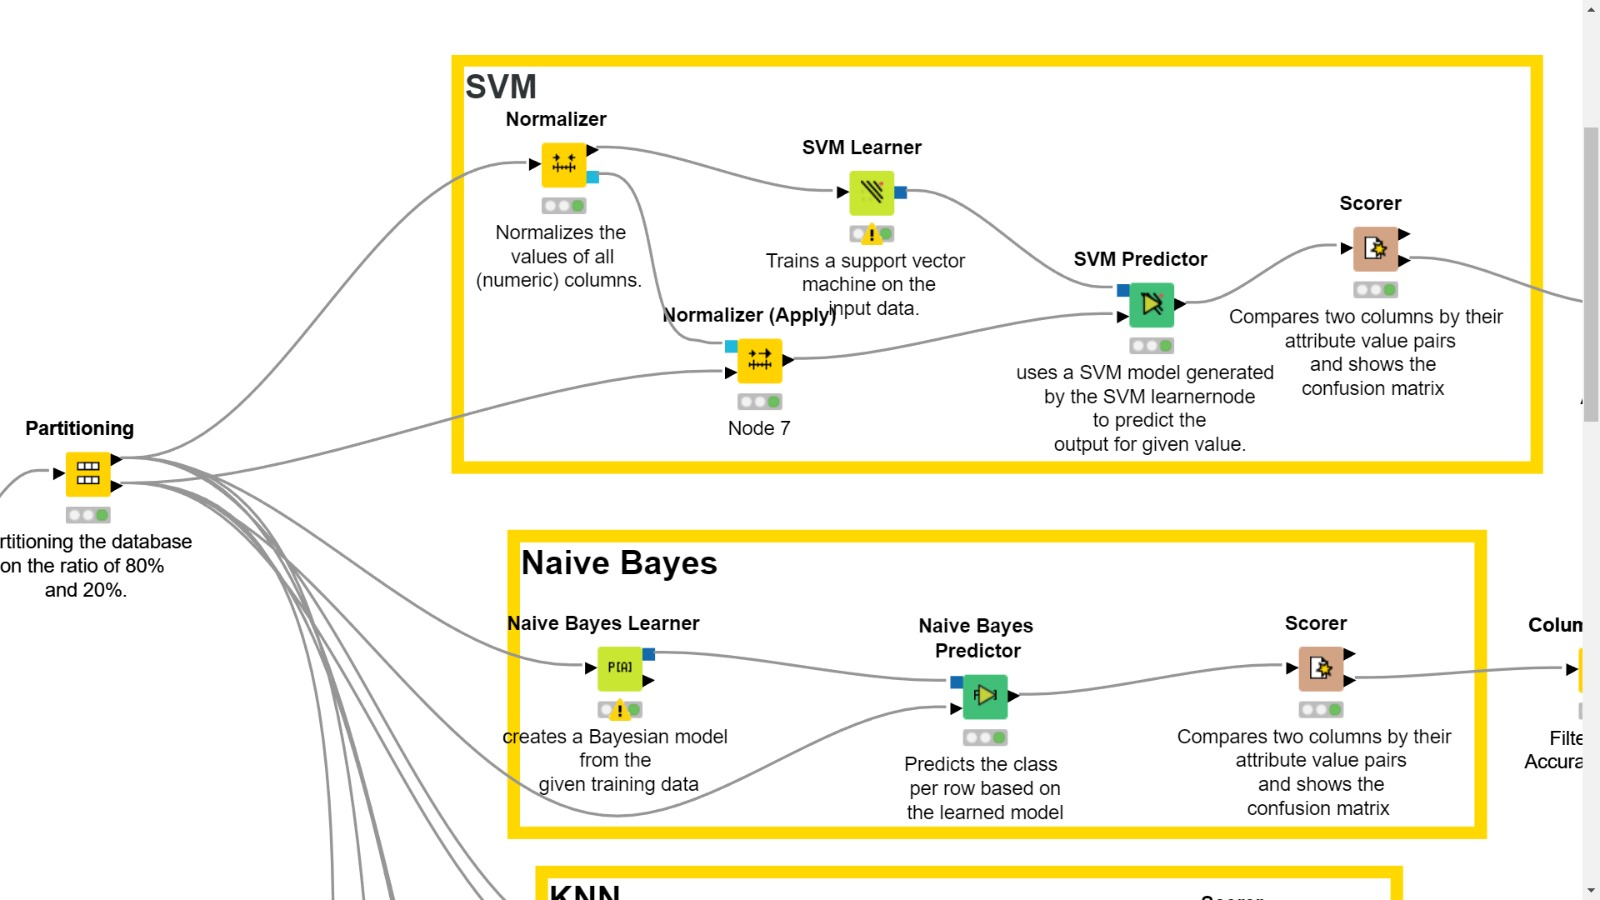 SVM
Normalizer
Normalizes the
values of all
(numeric) columns.
SVM Learner
Trains a support vector
machine on the
input data.
Normalizer (Apply)
Node 7
SVM Predictor
uses a SVM model generated
by the SVM learnernode
to predict the
output for given value.
Scorer
Compares two columns by their
attribute value pairs
and shows the
confusion matrix
Partitioning
rtitioning the database
on the ratio of 80%
and 20%.
Naive Bayes
Naive Bayes Learner
P[A]
creates a Bayesian model
from the
given training data
Naive Bayes
Predictor
Predicts the class
per row based on
the learned model
Scorer
Compares two columns by their
attribute value pairs
and shows the
confusion matrix
Colum
Filte
Accura
KNN
Scorer